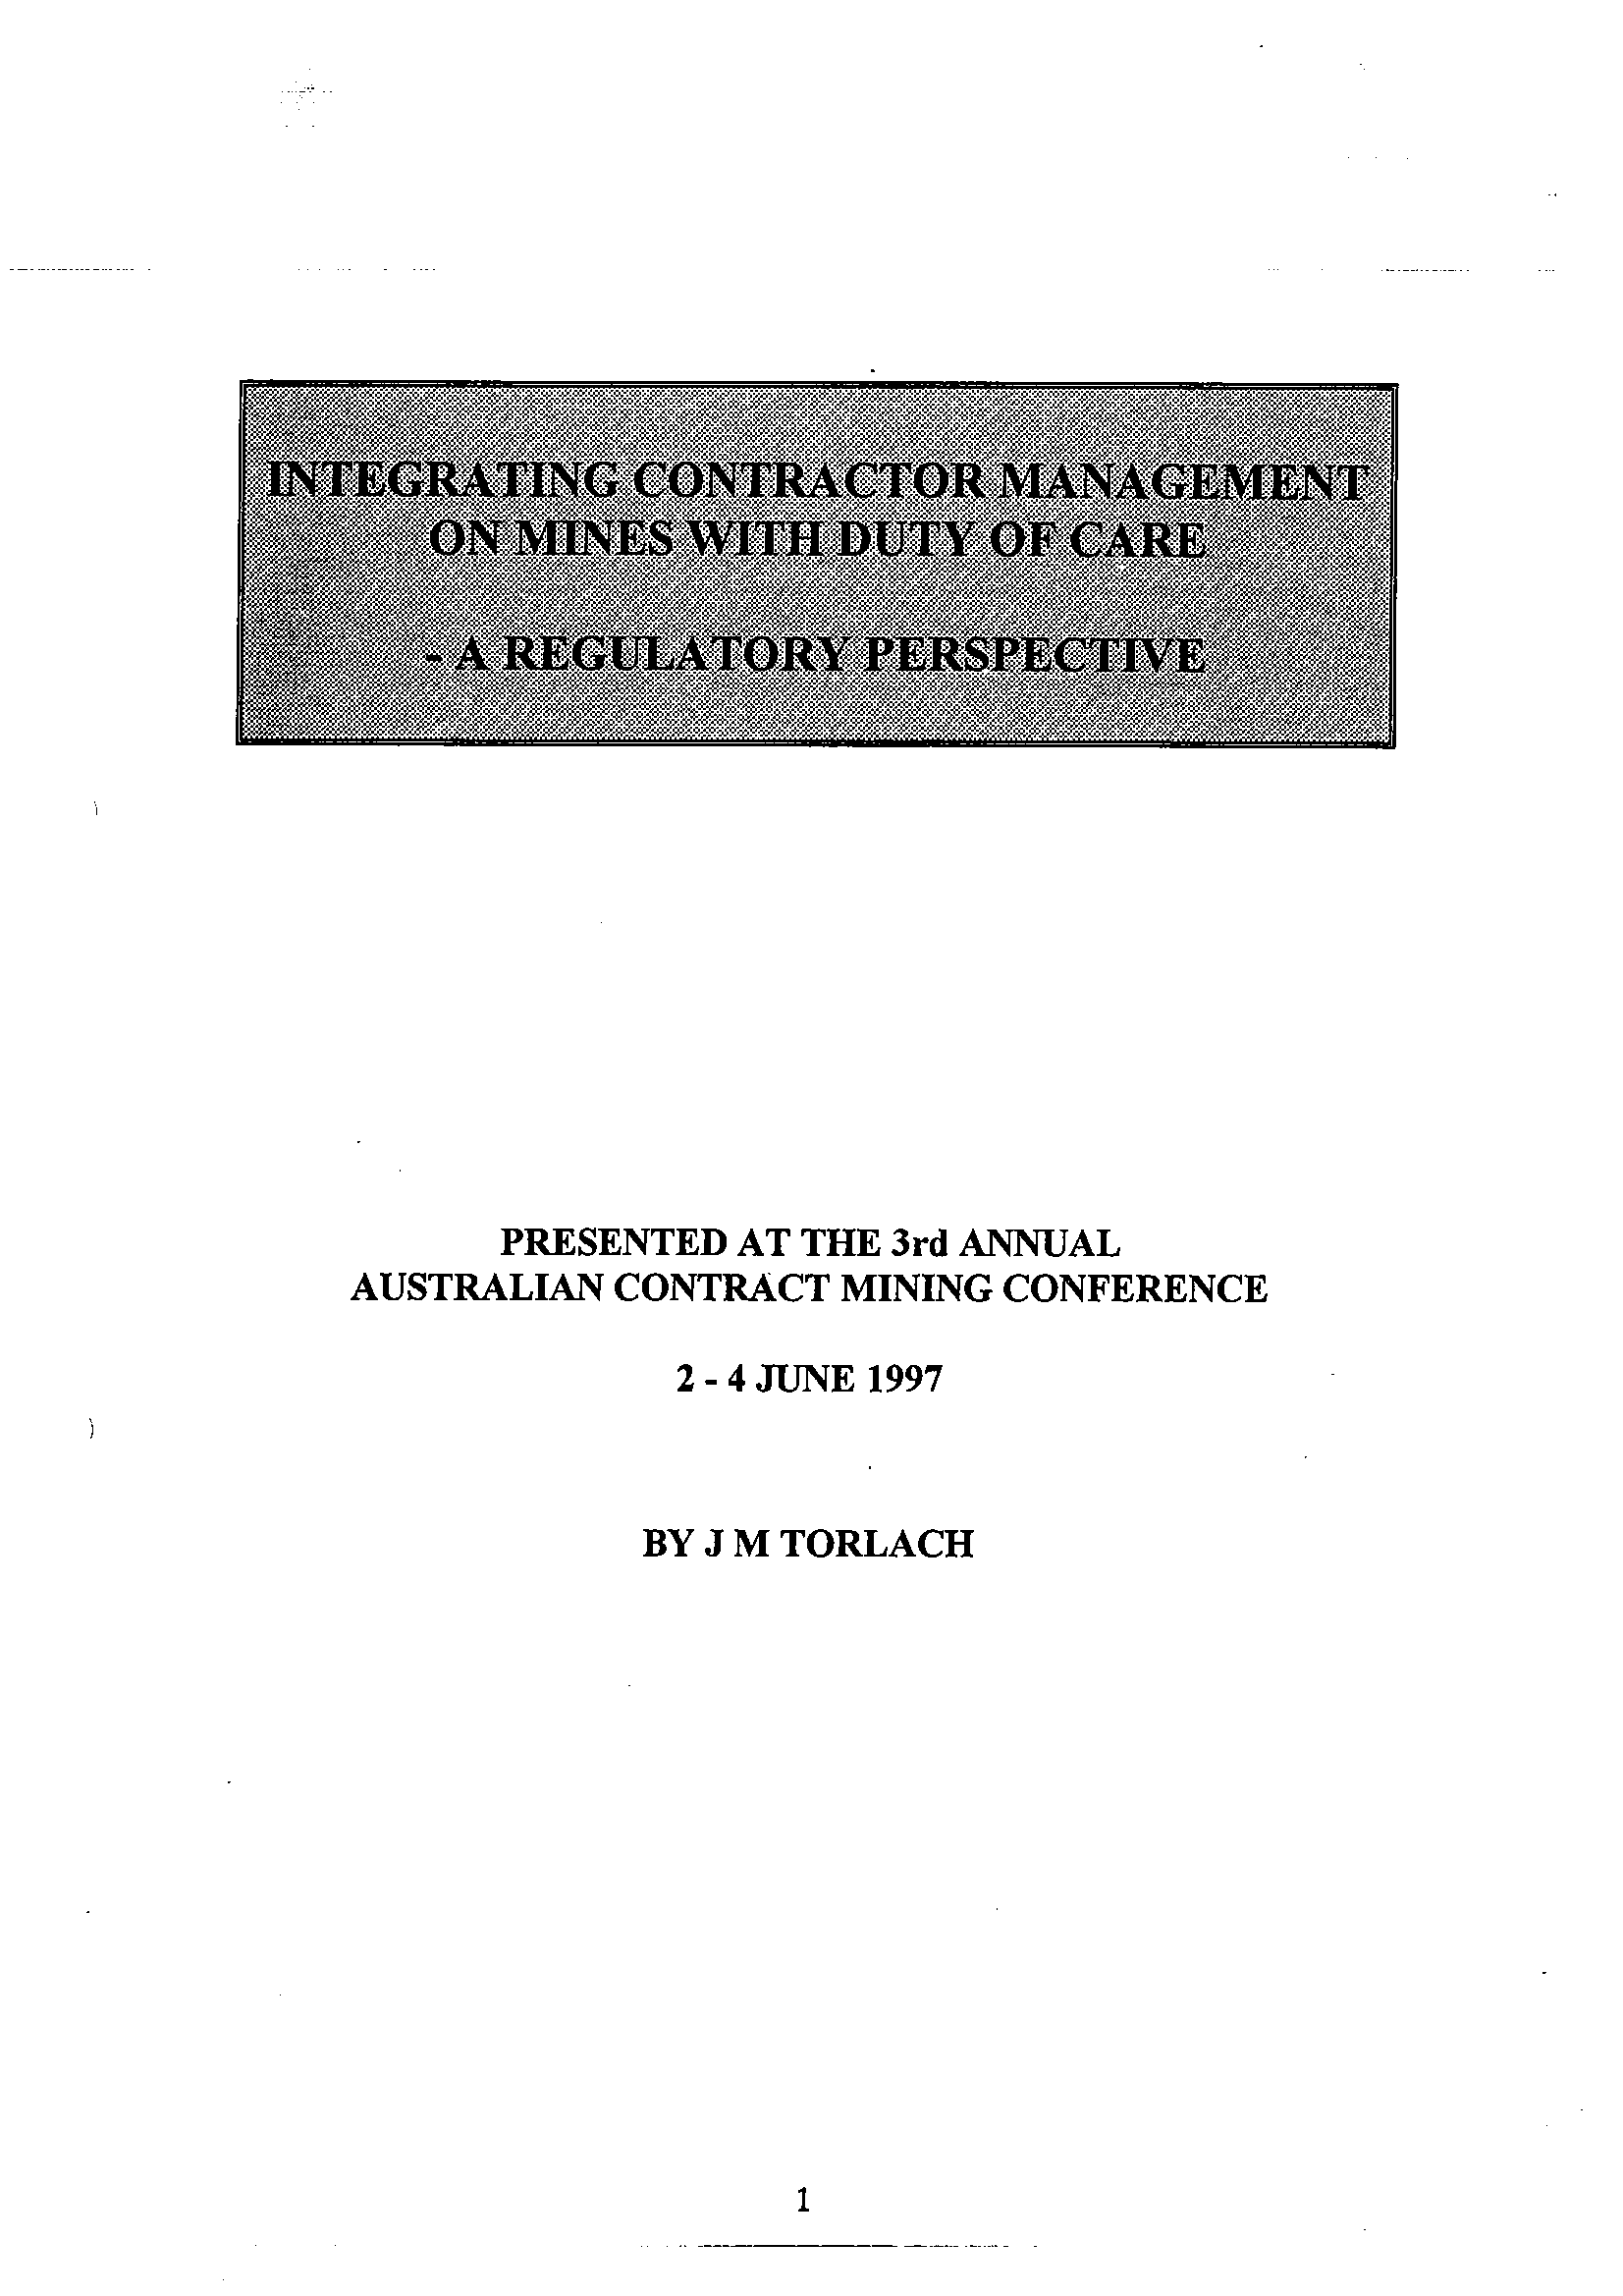 INTEGRATING CONTRACTOR MANAGEMENT
ON MINES WITH DUTY OF CARE
- A REGULATORY PERSPECTIVE
PRESENTED AT THE 3rd ANNUAL
AUSTRALIAN CONTRACT MINING CONFERENCE
2 - 4 JUNE 1997
BY J M TORLACH
1